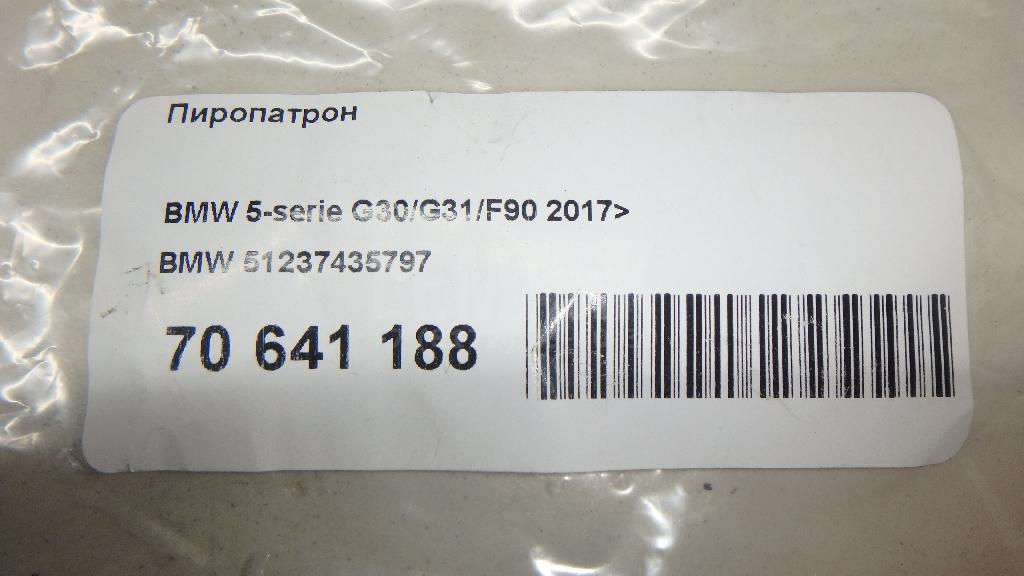 Пиропатрон
BMW 5-serie G30/G31/F90 2017>
BMW 51237435797
70 641 188